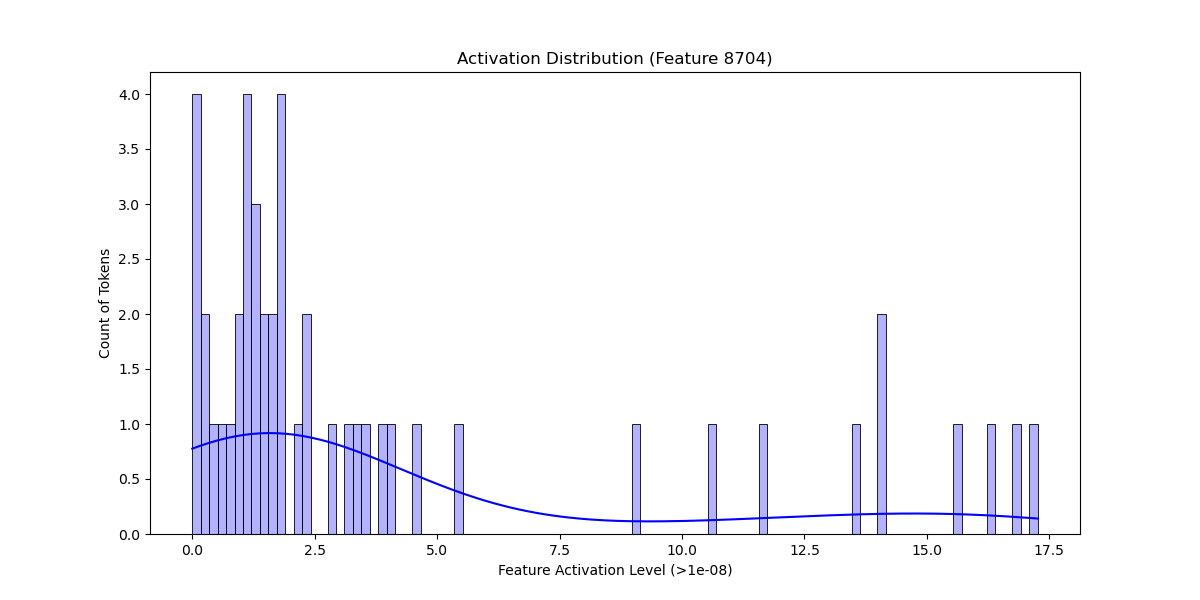 Activation Distribution (Feature 8704)
4.0
3.5
3.0
2.5
2.0
1.5
1.0
0.5
0.0
Count of Tokens
0.0 2.5 5.0 7.5 10.0 12.5 15.0 17.5
Feature Activation Level (>1e-08)